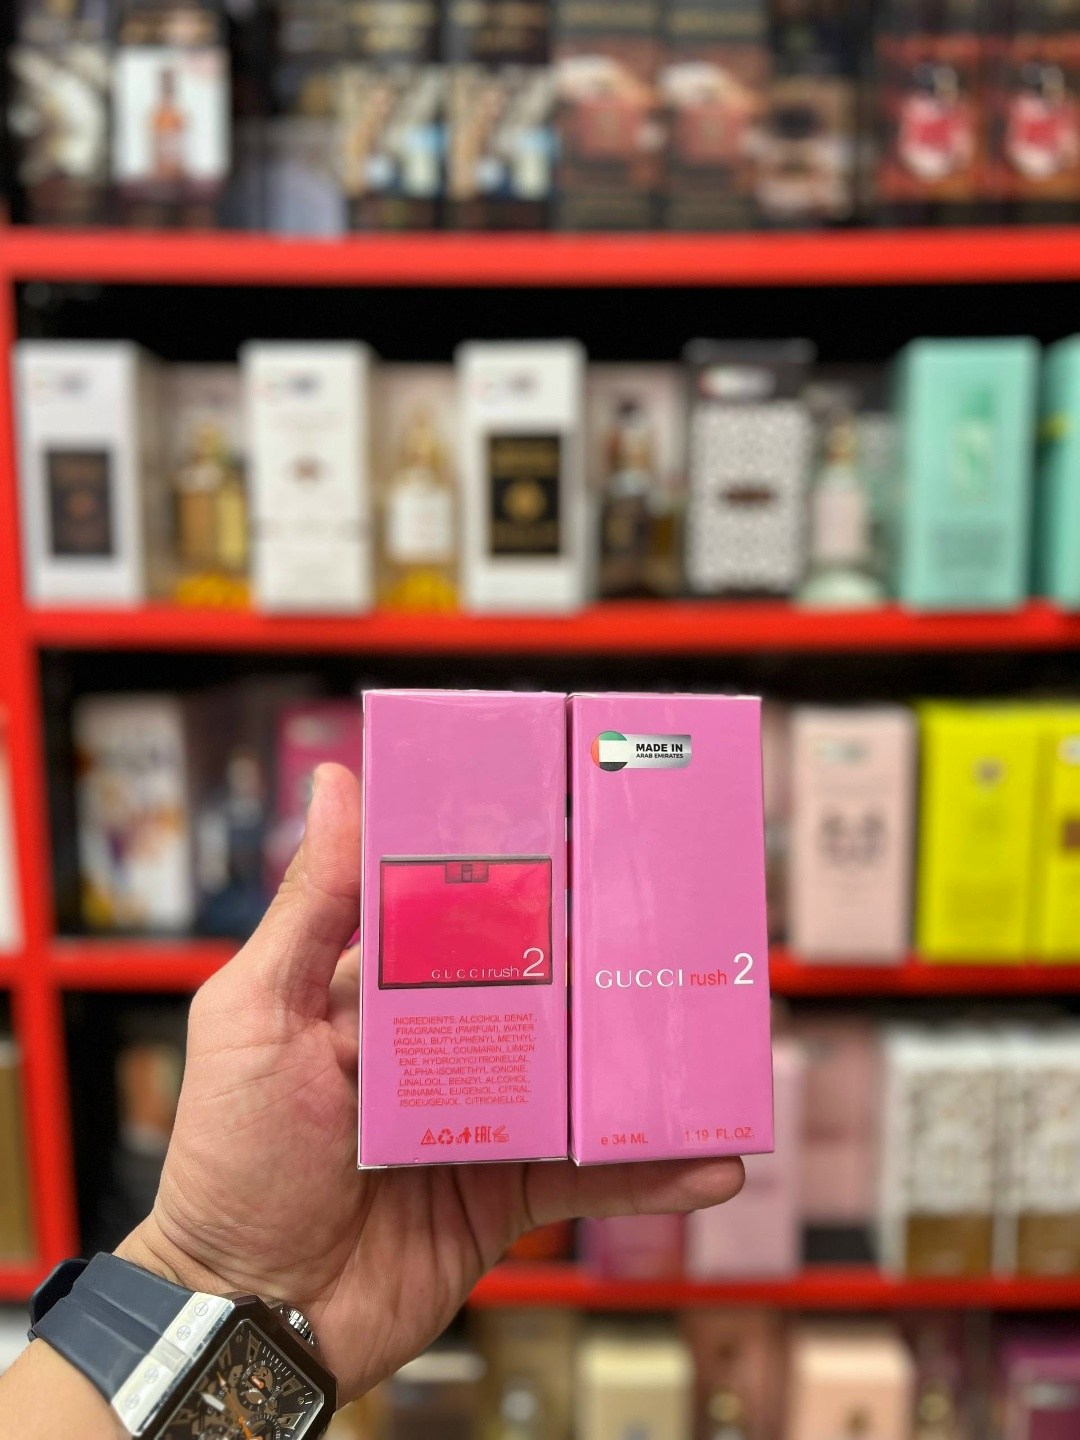 GUCCI rush 2
INGREDIENTS: ALCOHOL DENAT.,
FRAGRANCE (PARFUM), WATER
(AQUA), BUTYLPHENYL METHYL-
PROPIONAL, COUMARIN, LIMON
ENE, HYDROXYCITRONELLAL,
ALPHA-ISOMETHYL IONONE,
LINALOOL, BENZYL ALCOHOL,
CINNAMAL, EUGENOL, CITRAL,
ISOEUGENOL, CITRONELLOL.
EAC
MADE IN
ARAB EMIRATES
GUCCI rush 2
e 34 ML 1.19 FL.OZ.